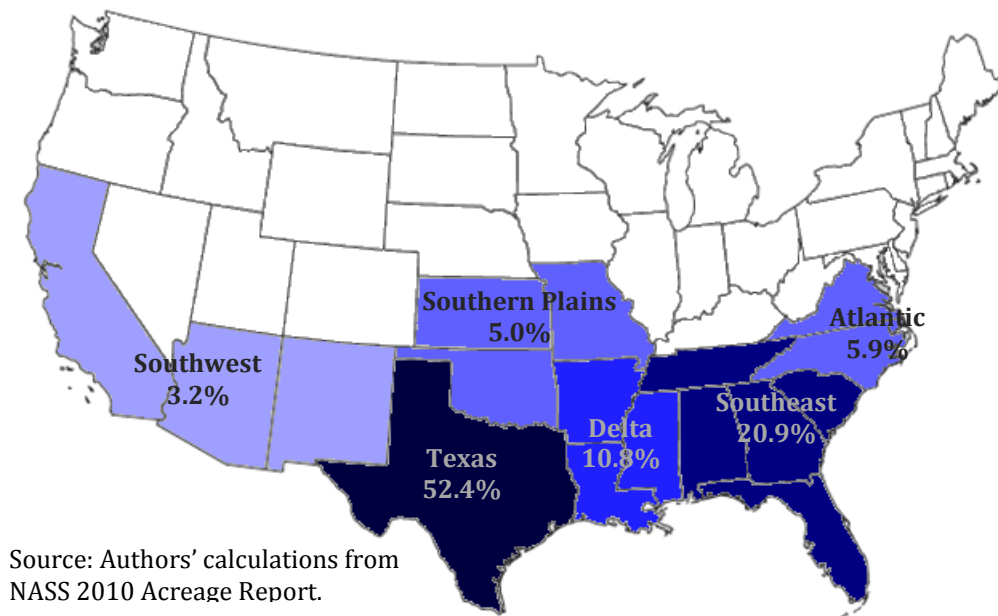 Southern Plains
5.0%
Atlantic
5.9%
Southwest
3.2%
Southeast
20.9%
Delta
10.8%
Texas
52.4%
Source: Authors’ calculations from
NASS 2010 Acreage Report.